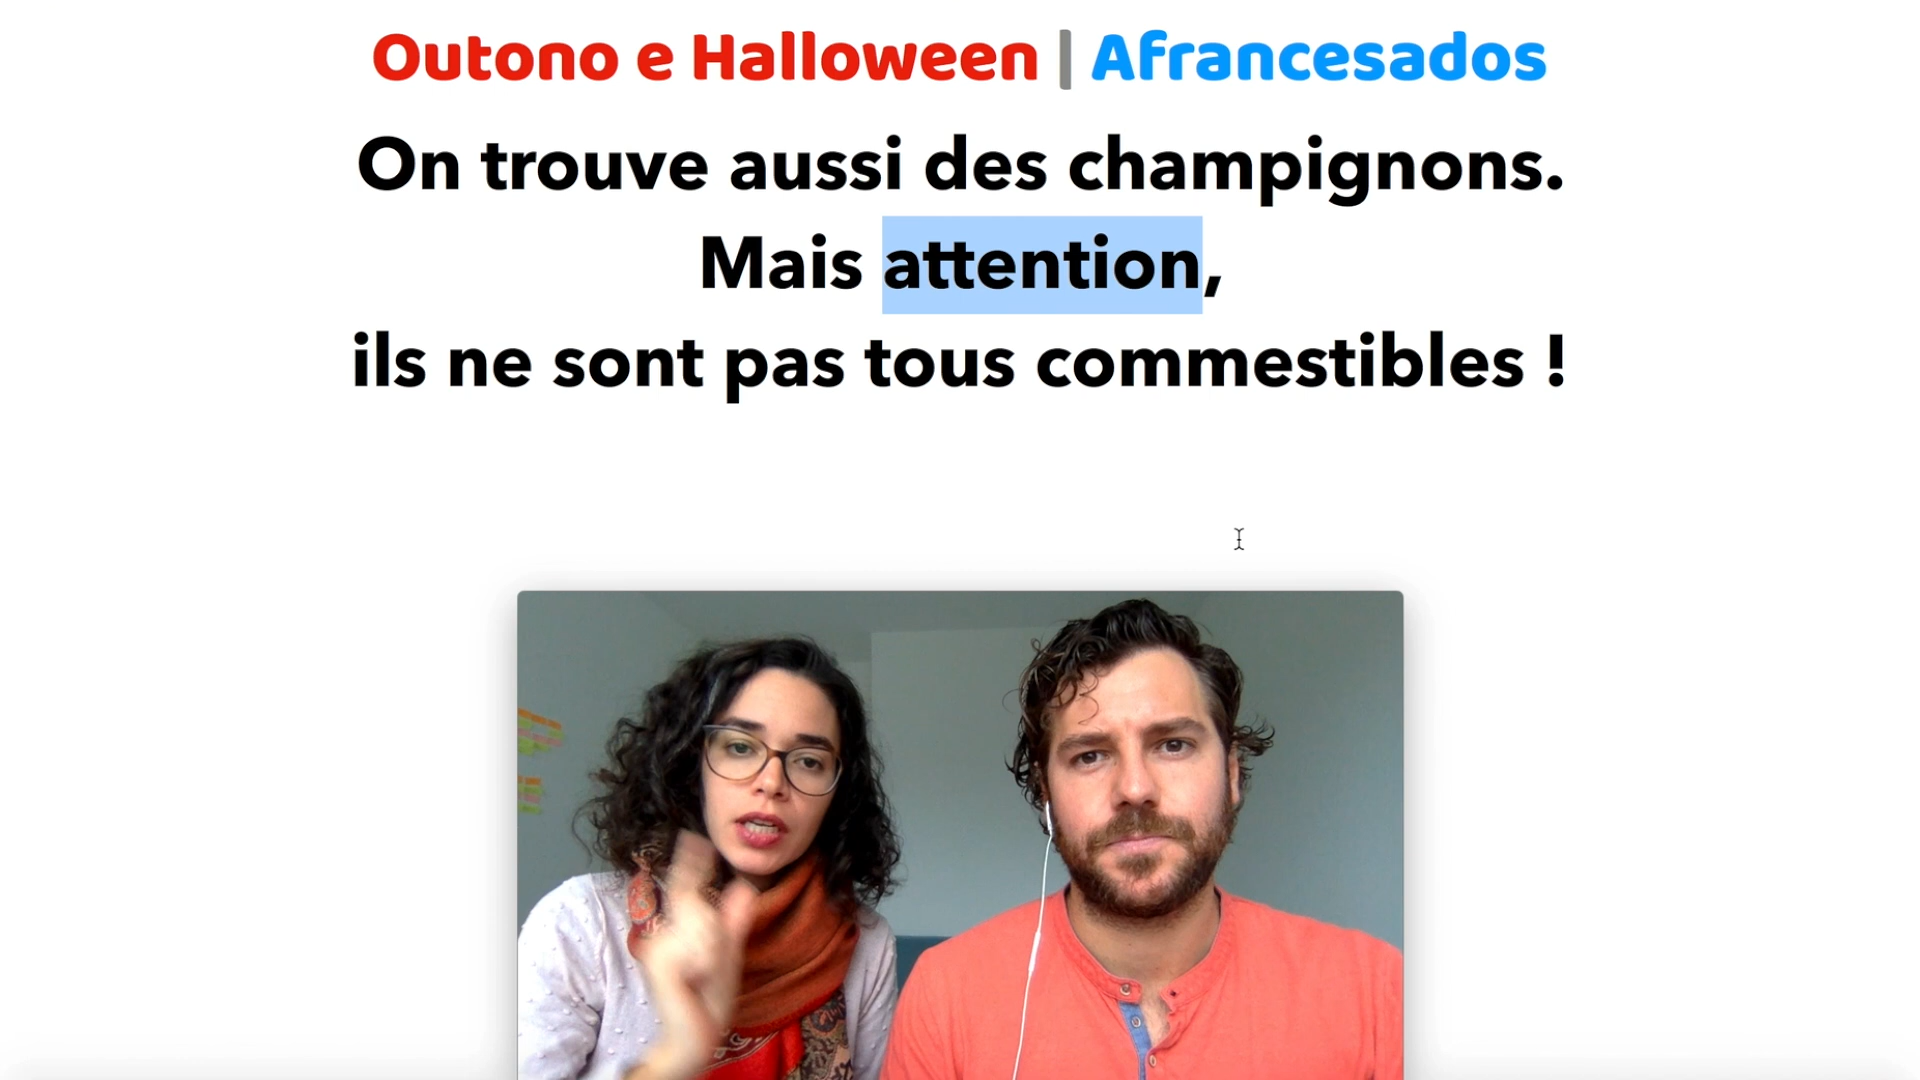 Outono e Halloween | Afrancesados
On trouve aussi des champignons.
Mais attention,
ils ne sont pas tous commestibles !